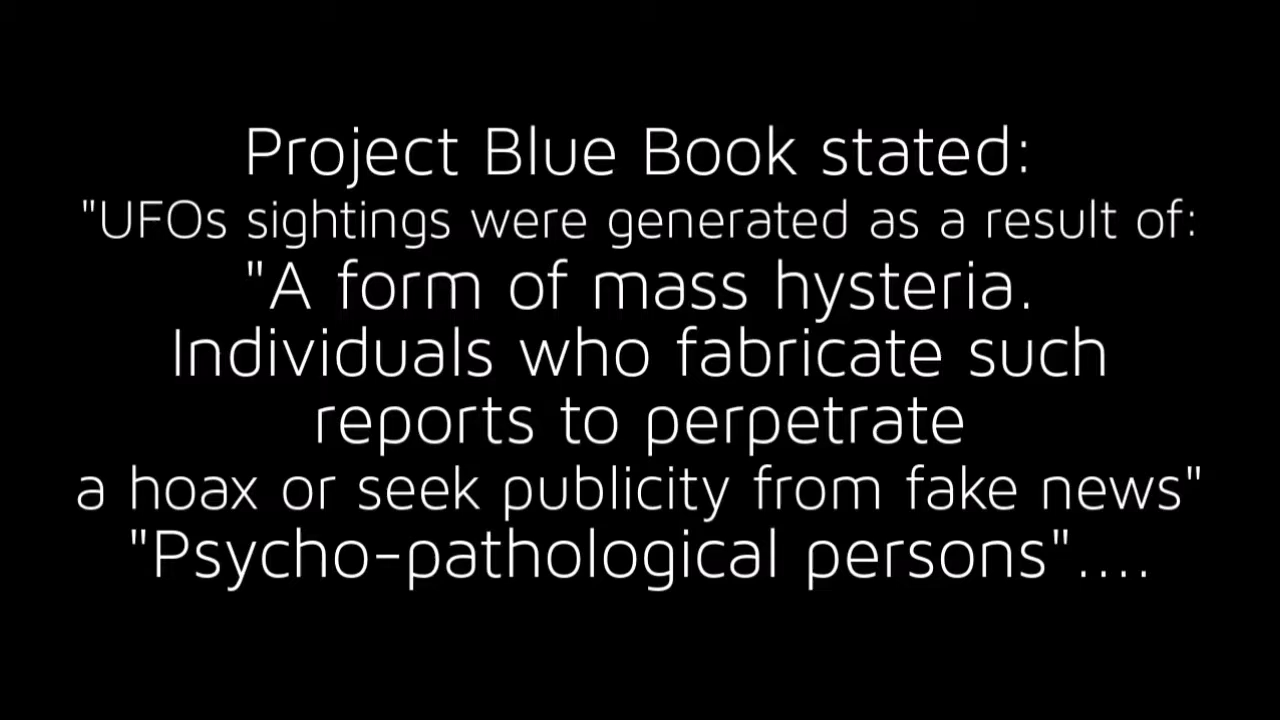 Project Blue Book stated:
"UFOs sightings were generated as a result of:
"A form of mass hysteria.
Individuals who fabricate such
reports to perpetrate
a hoax or seek publicity from fake news"
"Psycho-pathological persons"....